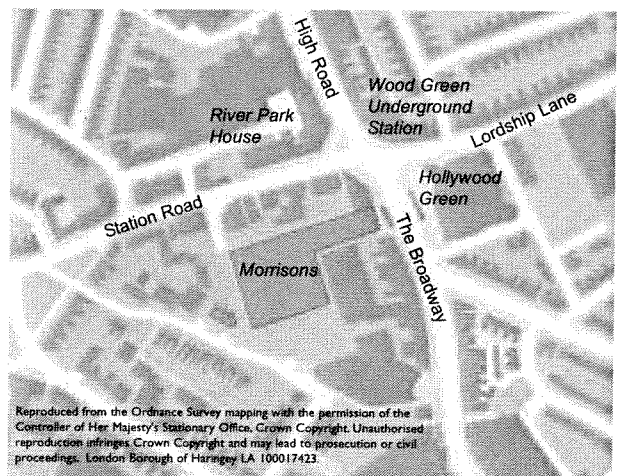 High Road
Wood Green
Underground
Station
River Park
House
Lordship Lane
Hollywood
Green
Station Road
The Broadway
Morrisons
Reproduced from the Ordnance Survey mapping with the permission of the
Controller of Her Majesty's Stationary Office. Crown Copyright. Unauthorised
reproduction infringes Crown Copyright and may lead to prosecution or civil
proceedings. London Borough of Haringey LA 100017423